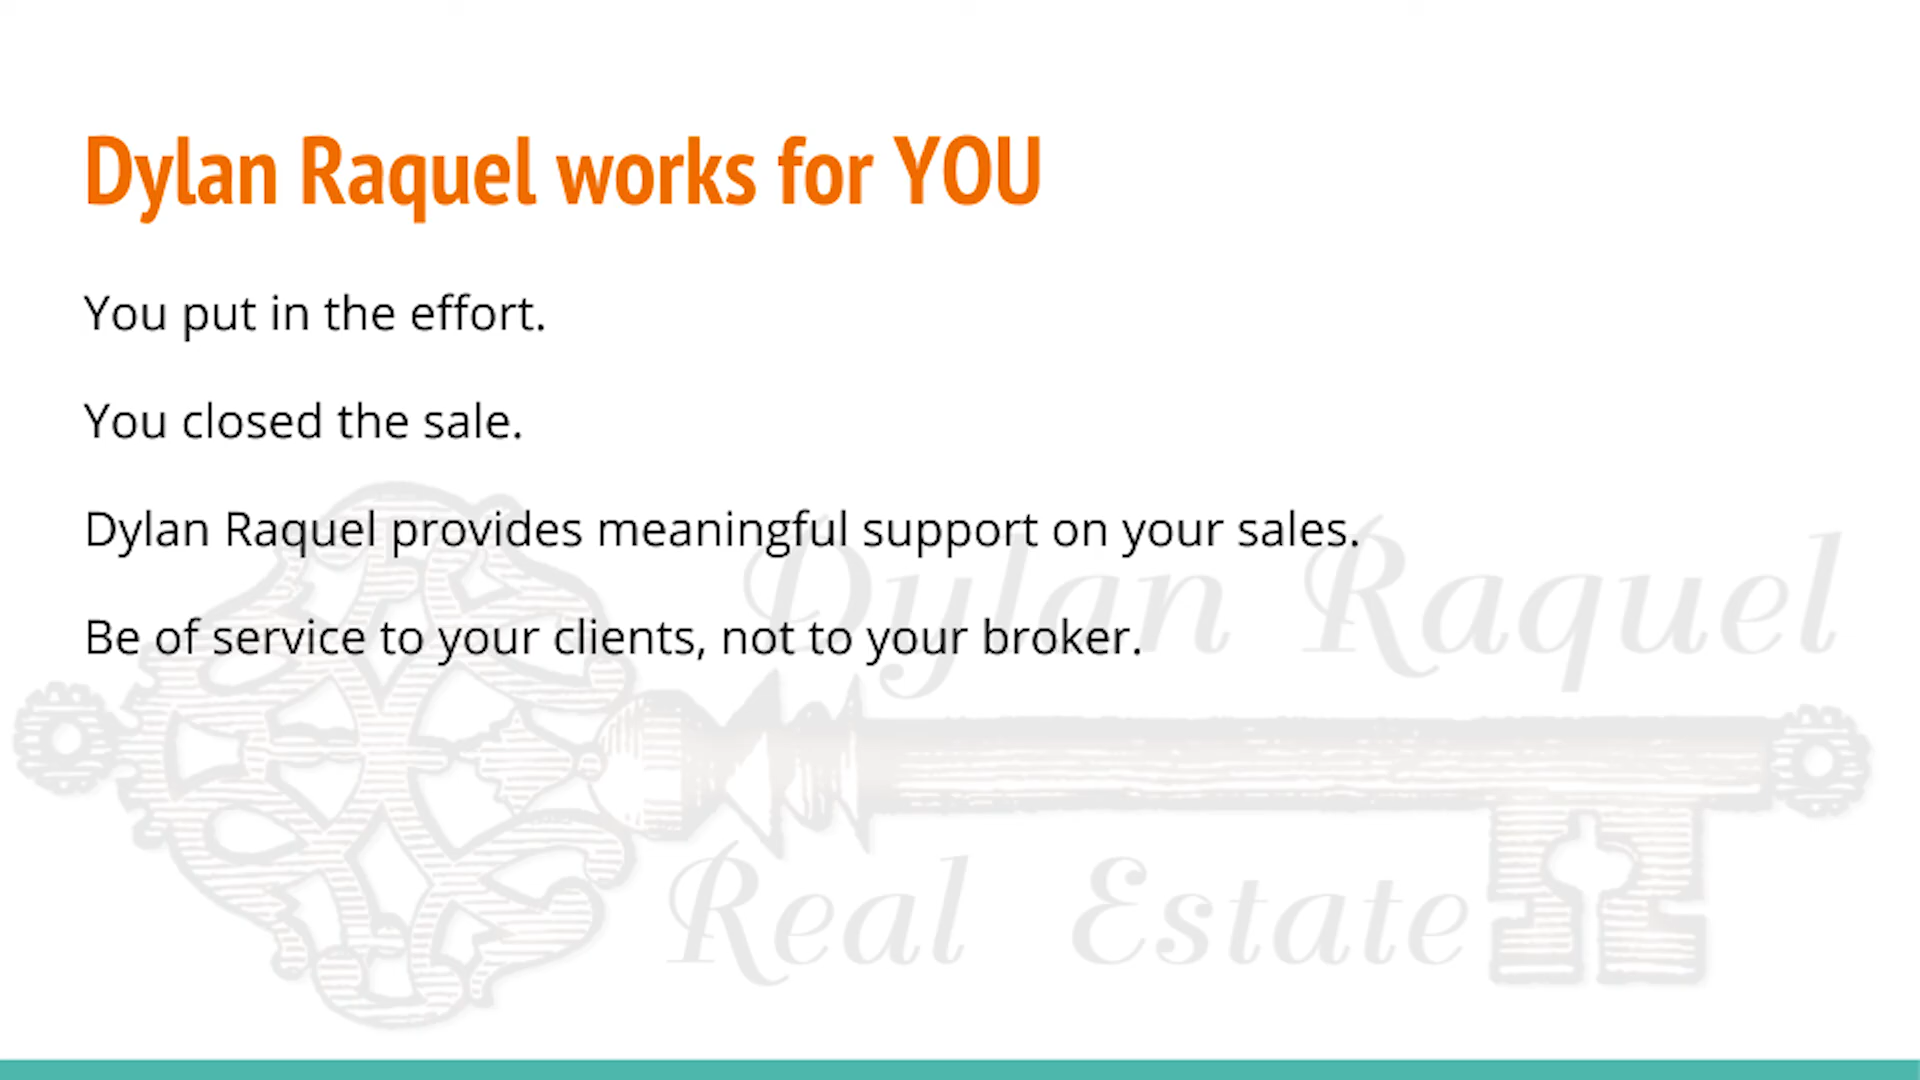 Dylan Raquel works for YOU
You put in the effort.
You closed the sale.
Dylan Raquel provides meaningful support on your sales.
Be of service to your clients, not to your broker.
Dylan Raquel
Real Estate